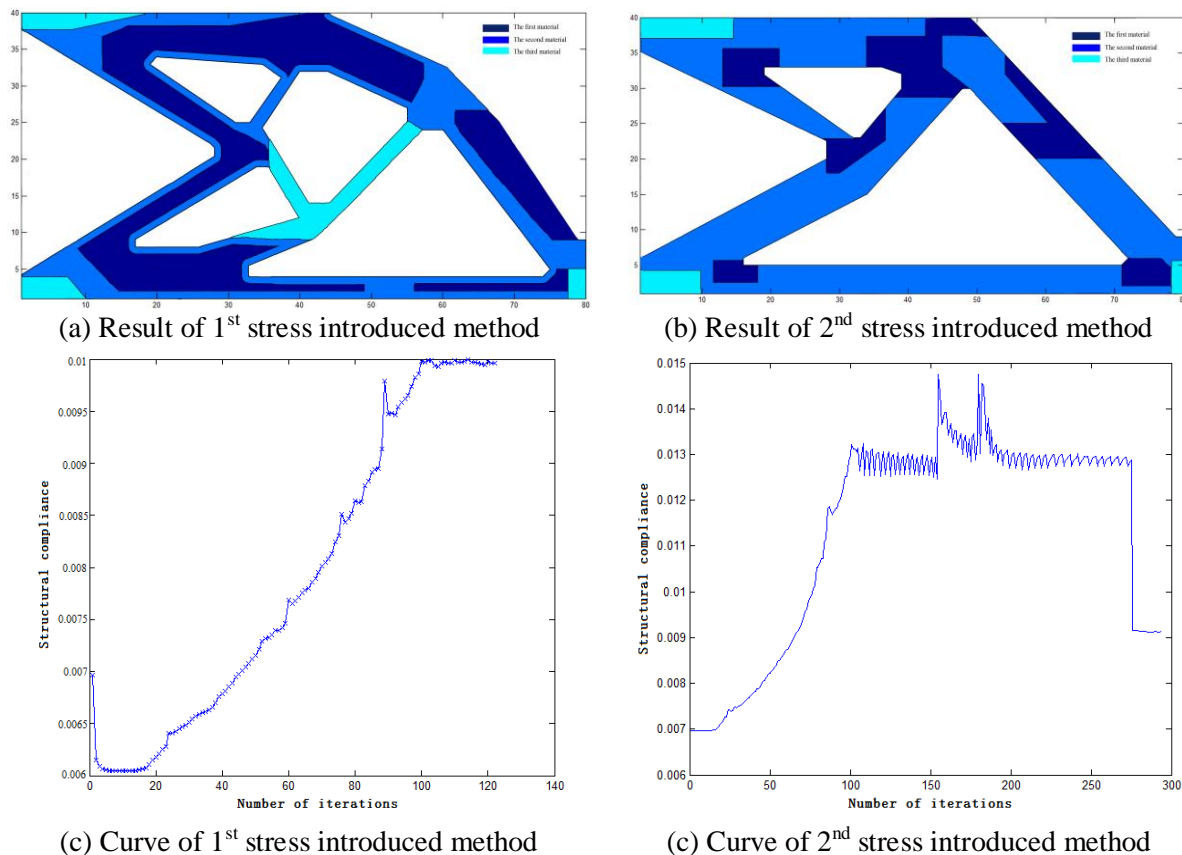 40
35
30
25
20
15
10
5
10 20 30 40 50 60 70 80
The first material
The second material
The third material
(a) Result of 1st stress introduced method
40
35
30
25
20
15
10
5
10 20 30 40 50 60 70 80
The first material
The second material
The third material
(b) Result of 2nd stress introduced method
0.01
0.0095
0.009
0.0085
0.008
0.0075
0.007
0.0065
0.006
Structural compliance
0 20 40 60 80 100 120 140
Number of iterations
(c) Curve of 1st stress introduced method
0.015
0.014
0.013
0.012
0.011
0.01
0.009
0.008
0.007
0.006
Structural compliance
0 50 100 150 200 250 300
Number of iterations
(c) Curve of 2nd stress introduced method